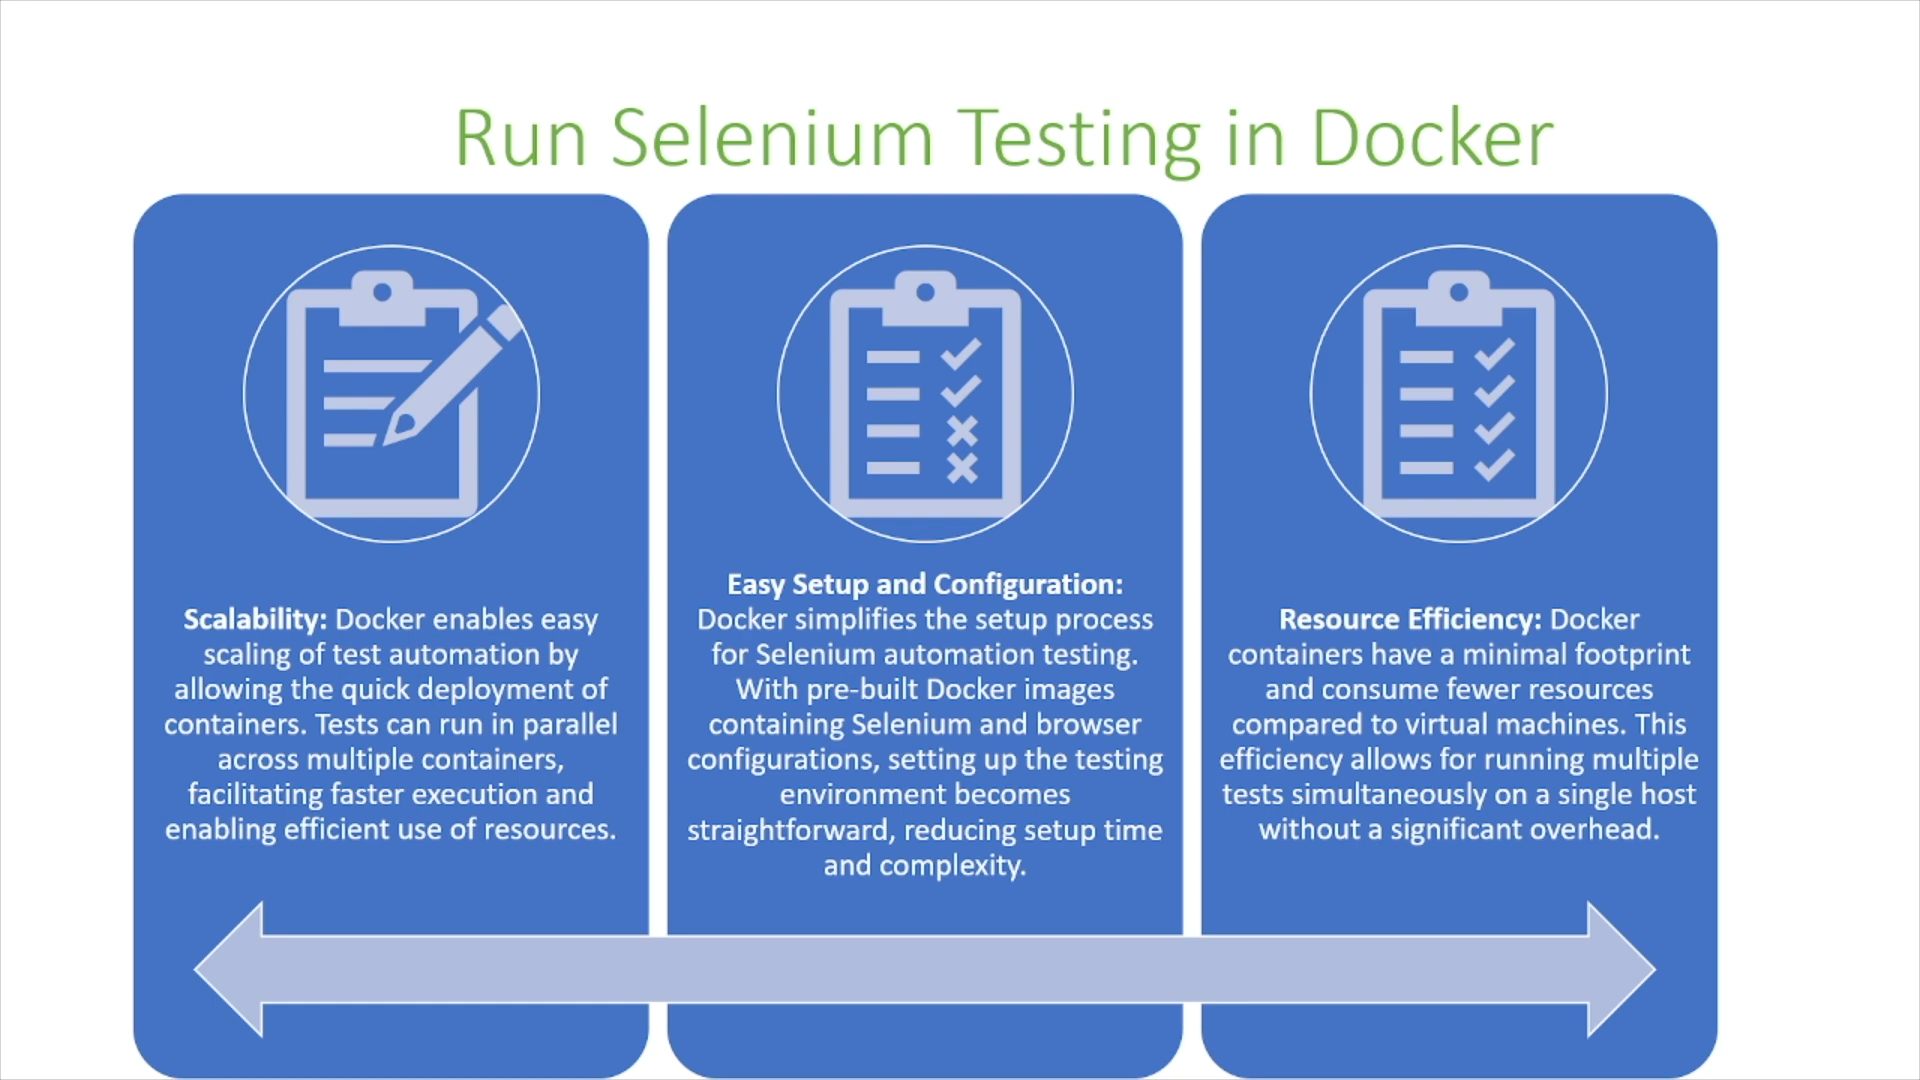 Run Selenium Testing in Docker
Scalability: Docker enables easy
scaling of test automation by
allowing the quick deployment of
containers. Tests can run in parallel
across multiple containers,
facilitating faster execution and
enabling efficient use of resources.
Easy Setup and Configuration:
Docker simplifies the setup process
for Selenium automation testing.
With pre-built Docker images
containing Selenium and browser
configurations, setting up the testing
environment becomes
straightforward, reducing setup time
and complexity.
Resource Efficiency: Docker
containers have a minimal footprint
and consume fewer resources
compared to virtual machines. This
efficiency allows for running multiple
tests simultaneously on a single host
without a significant overhead.